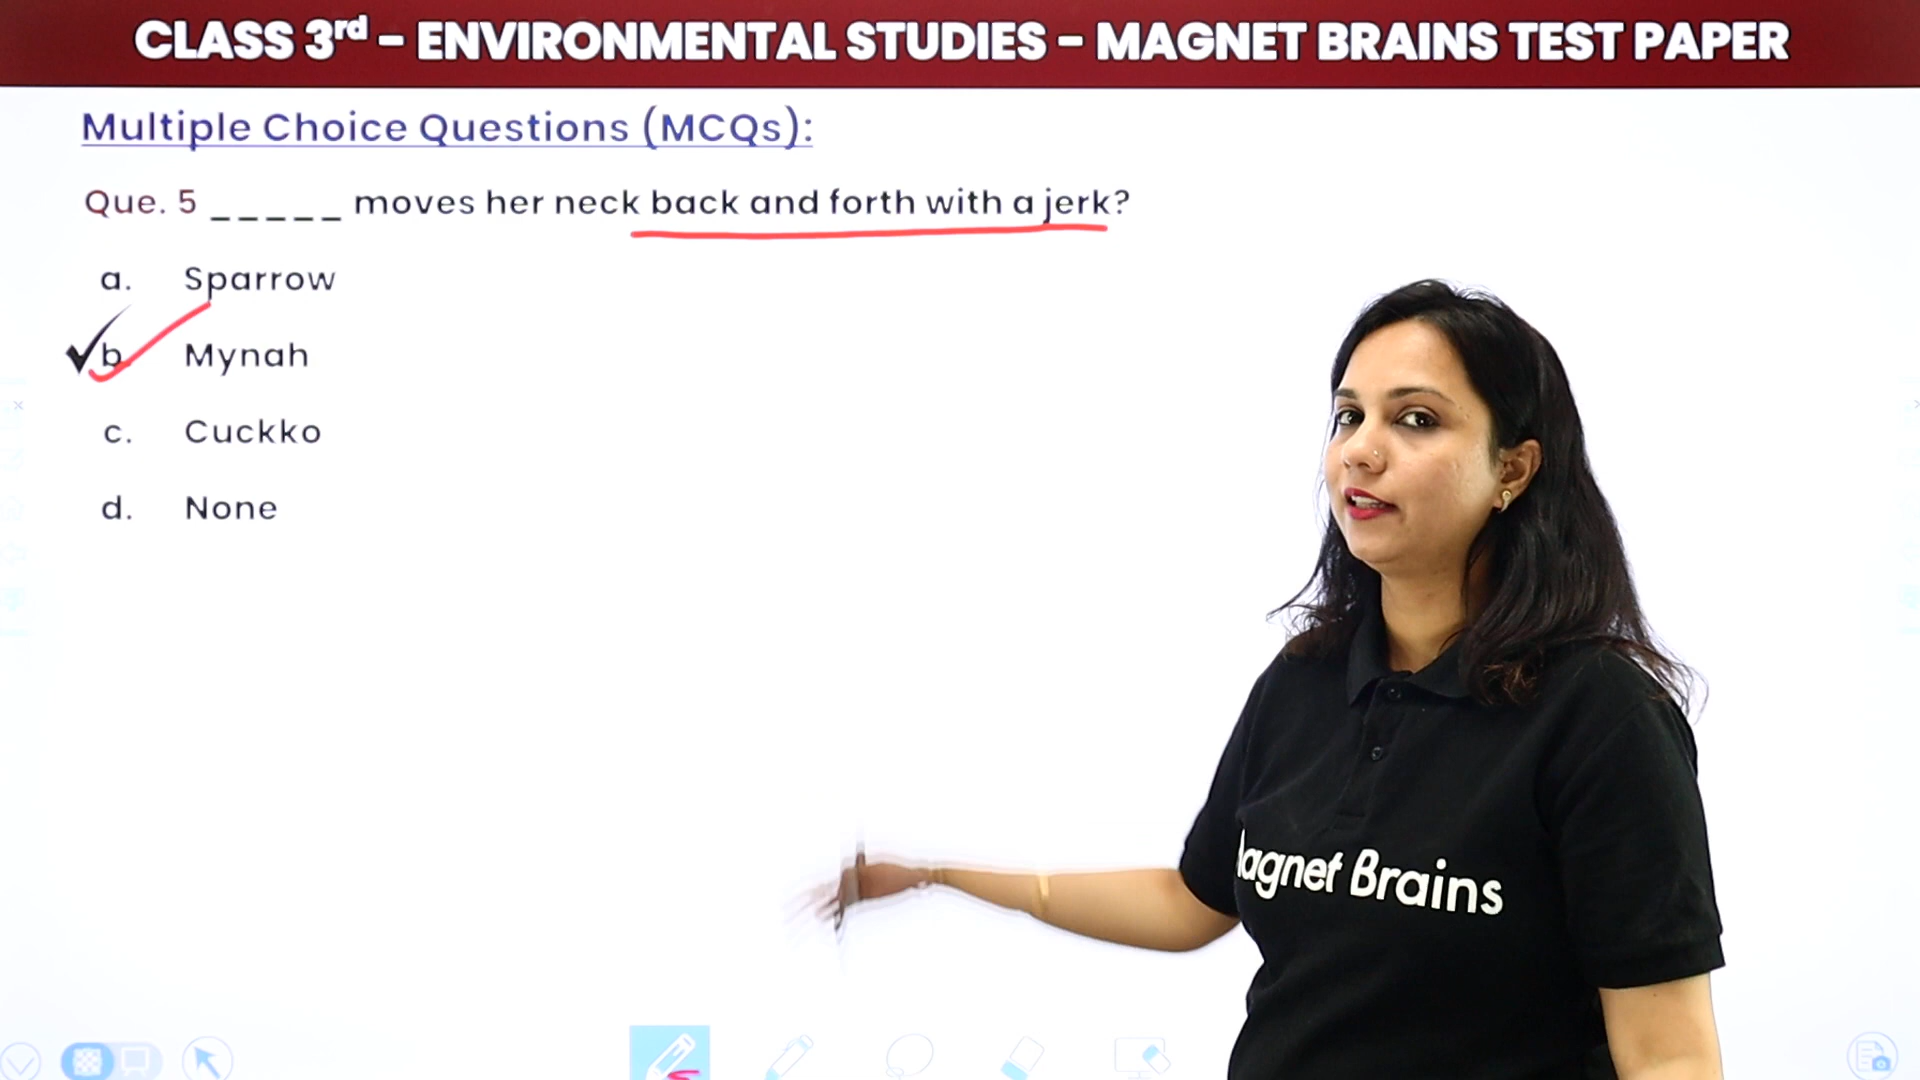 CLASS 3rd - ENVIRONMENTAL STUDIES - MAGNET BRAINS TEST PAPER
Multiple Choice Questions (MCQs):
Que. 5 _____ moves her neck back and forth with a jerk?
a. Sparrow
b. Mynah
c. Cuckko
d. None
agnet Brains